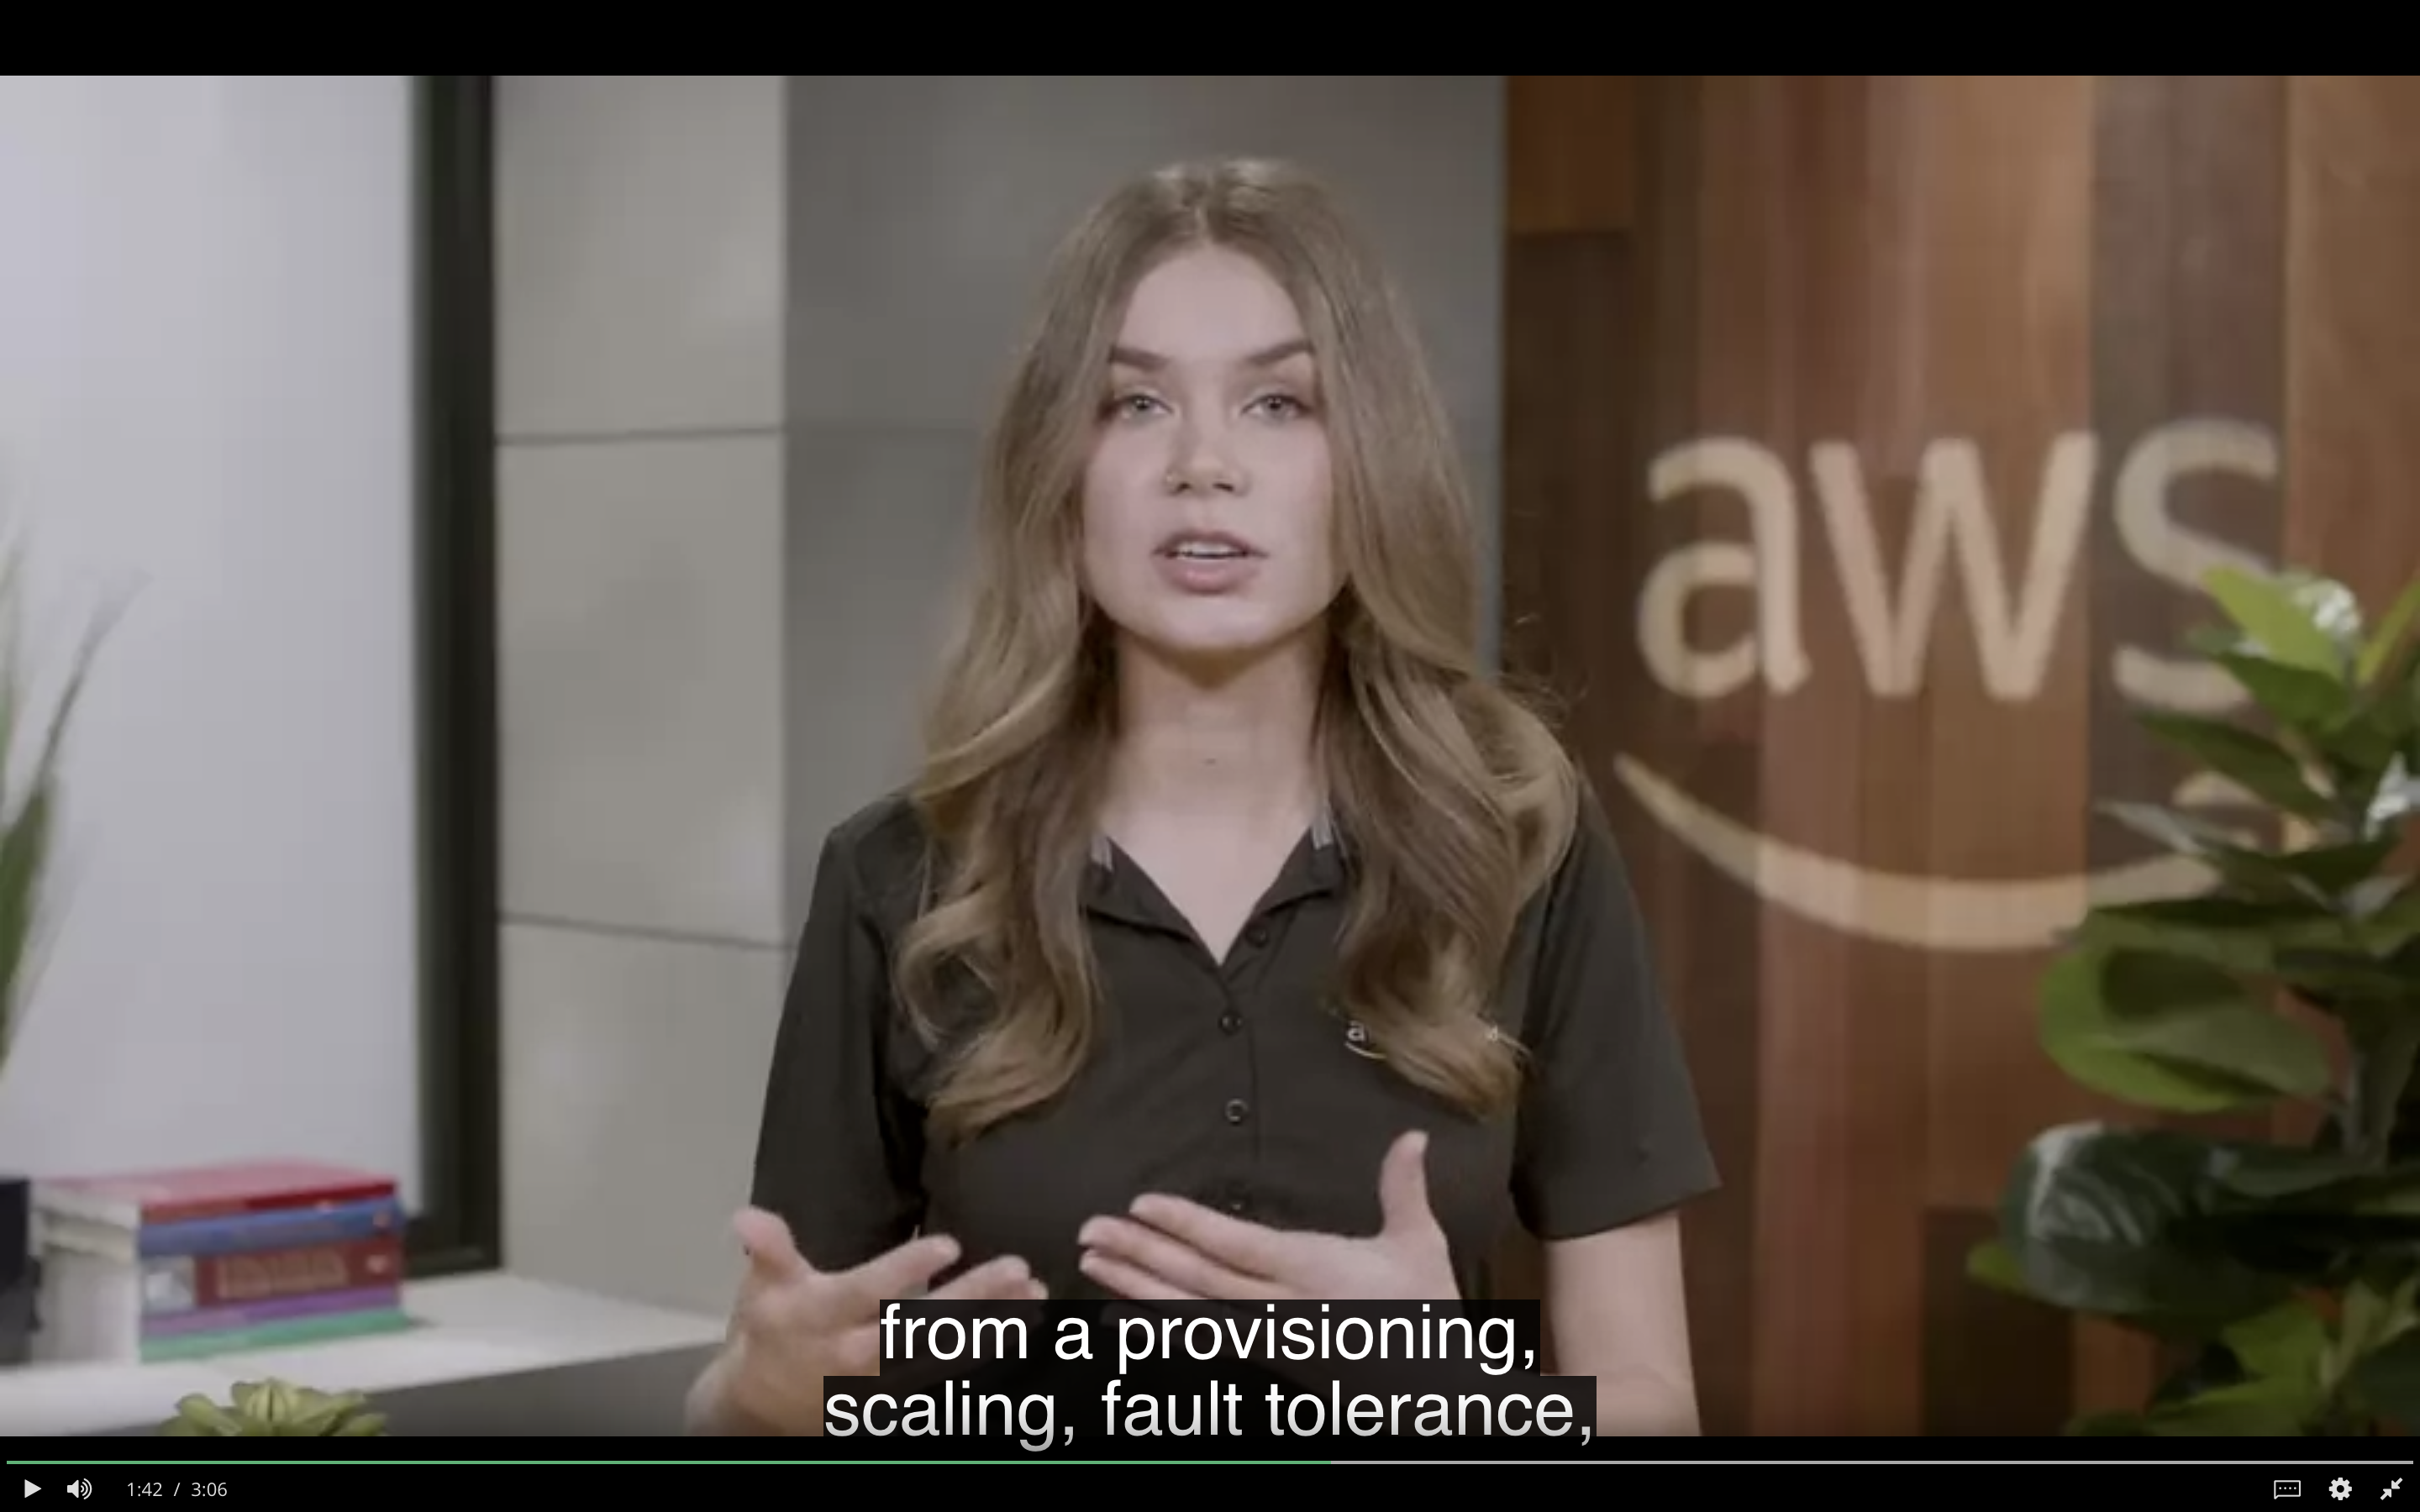 aws
from a provisioning,
scaling, fault tolerance,
1:42 / 3:06